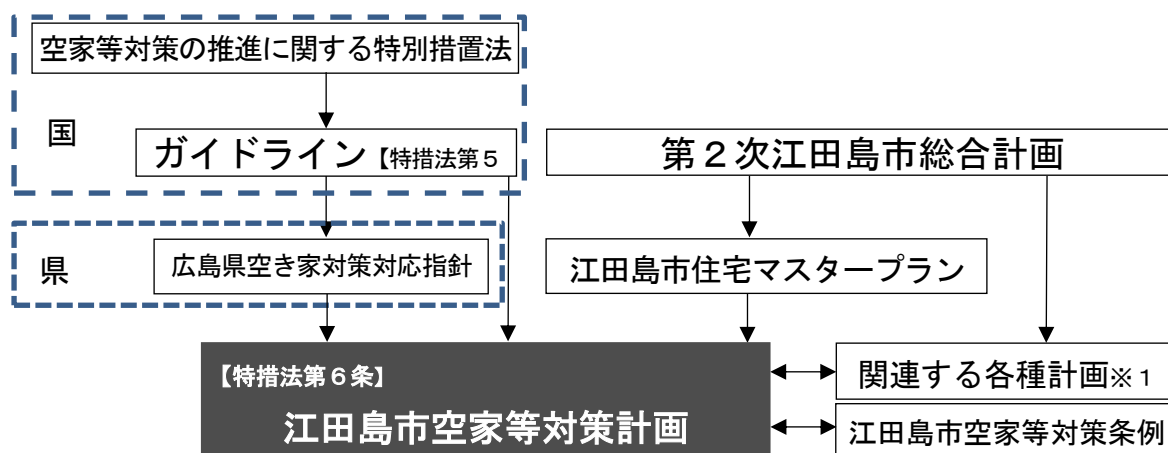 空家等対策の推進に関する特別措置法
国
ガイドライン【特措法第５
第２次江田島市総合計画
県
広島県空き家対策対応指針
江田島市住宅マスタープラン
【特措法第６条】
江田島市空家等対策計画
関連する各種計画※１
江田島市空家等対策条例